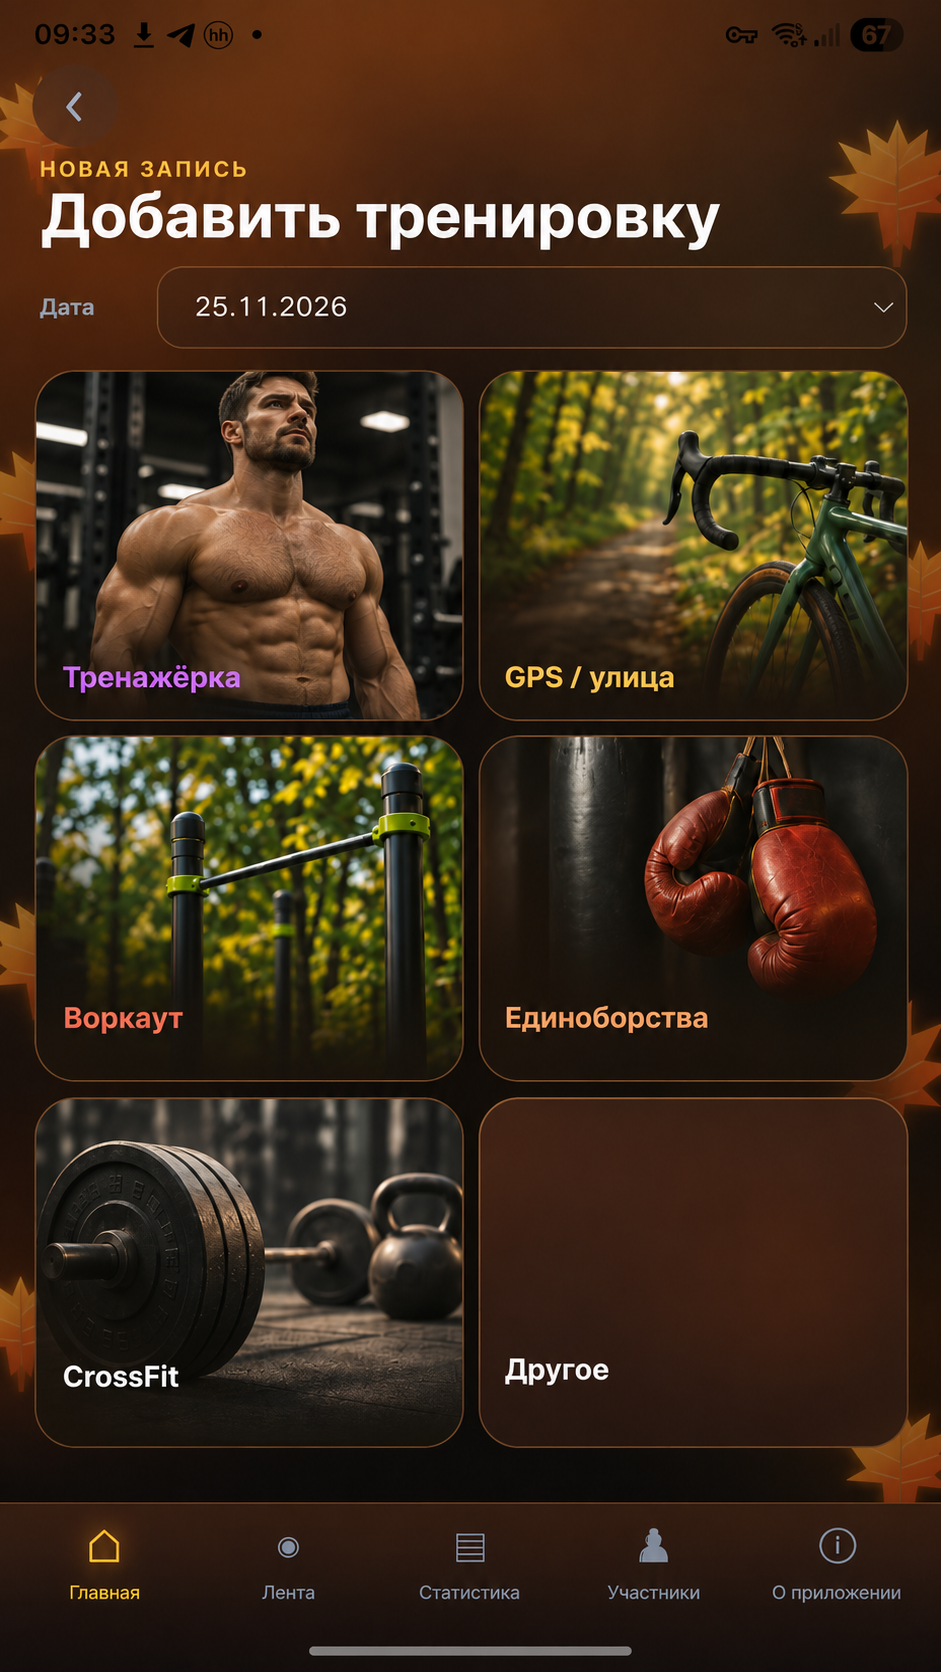 09:33
hh
67
НОВАЯ ЗАПИСЬ
Добавить тренировку
Дата
25.11.2026
Тренажёрка
GPS / улица
Воркаут
Единоборства
CrossFit
Другое
Главная
Лента
Статистика
Участники
О приложении